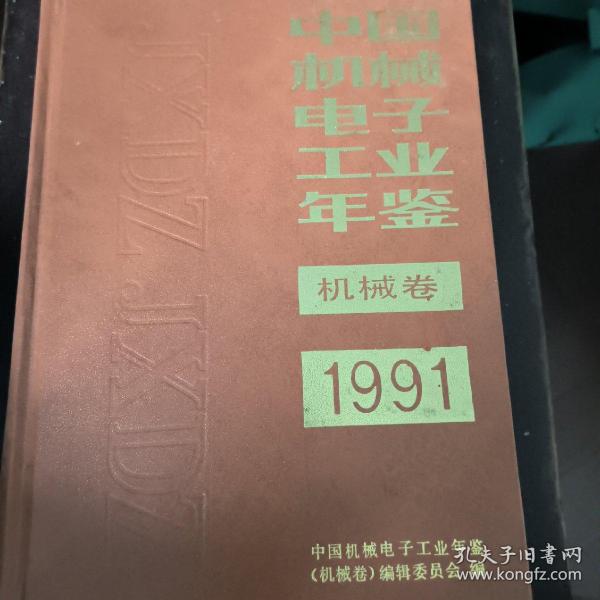 中国
机械
电子
工业
年鉴
机械卷
1991
中国机械电子工业年鉴
(机械卷)编辑委员会 编
JXDZ JXDZ
孔夫子旧书网
www.kongfz.com